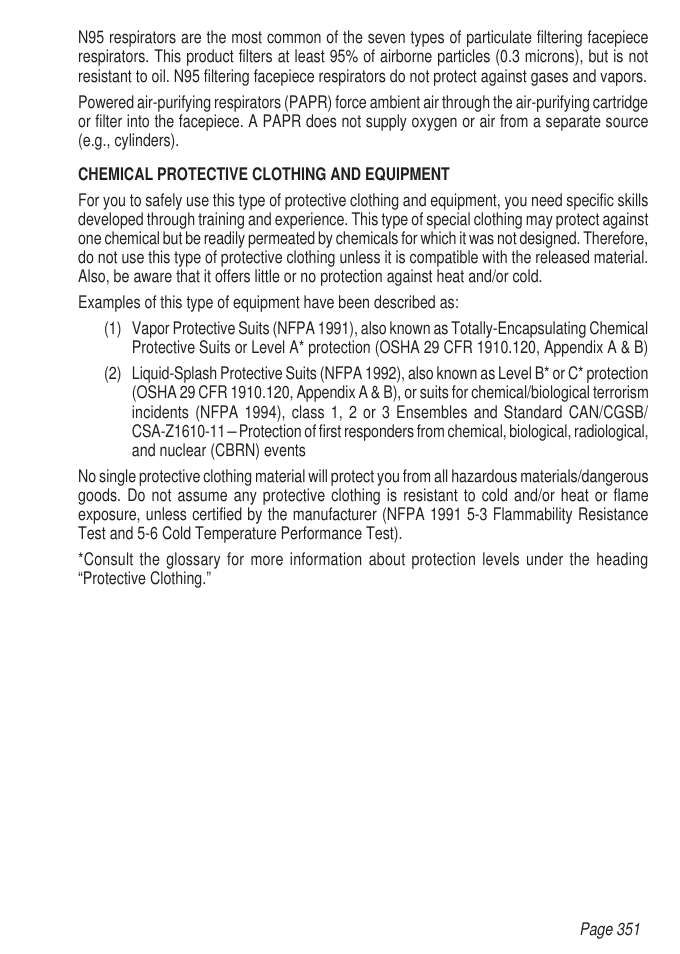 N95 respirators are the most common of the seven types of particulate filtering facepiece
respirators. This product filters at least 95% of airborne particles (0.3 microns), but is not
resistant to oil. N95 filtering facepiece respirators do not protect against gases and vapors.
Powered air-purifying respirators (PAPR) force ambient air through the air-purifying cartridge
or filter into the facepiece. A PAPR does not supply oxygen or air from a separate source
(e.g., cylinders).
CHEMICAL PROTECTIVE CLOTHING AND EQUIPMENT
For you to safely use this type of protective clothing and equipment, you need specific skills
developed through training and experience. This type of special clothing may protect against
one chemical but be readily permeated by chemicals for which it was not designed. Therefore,
do not use this type of protective clothing unless it is compatible with the released material.
Also, be aware that it offers little or no protection against heat and/or cold.
Examples of this type of equipment have been described as:
(1) Vapor Protective Suits (NFPA 1991), also known as Totally-Encapsulating Chemical
Protective Suits or Level A* protection (OSHA 29 CFR 1910.120, Appendix A & B)
(2) Liquid-Splash Protective Suits (NFPA 1992), also known as Level B* or C* protection
(OSHA 29 CFR 1910.120, Appendix A & B), or suits for chemical/biological terrorism
incidents (NFPA 1994), class 1, 2 or 3 Ensembles and Standard CAN/CGSB/
CSA-Z1610-11—Protection of first responders from chemical, biological, radiological,
and nuclear (CBRN) events
No single protective clothing material will protect you from all hazardous materials/dangerous
goods. Do not assume any protective clothing is resistant to cold and/or heat or flame
exposure, unless certified by the manufacturer (NFPA 1991 5-3 Flammability Resistance
Test and 5-6 Cold Temperature Performance Test).
*Consult the glossary for more information about protection levels under the heading
“Protective Clothing.”
Page 351